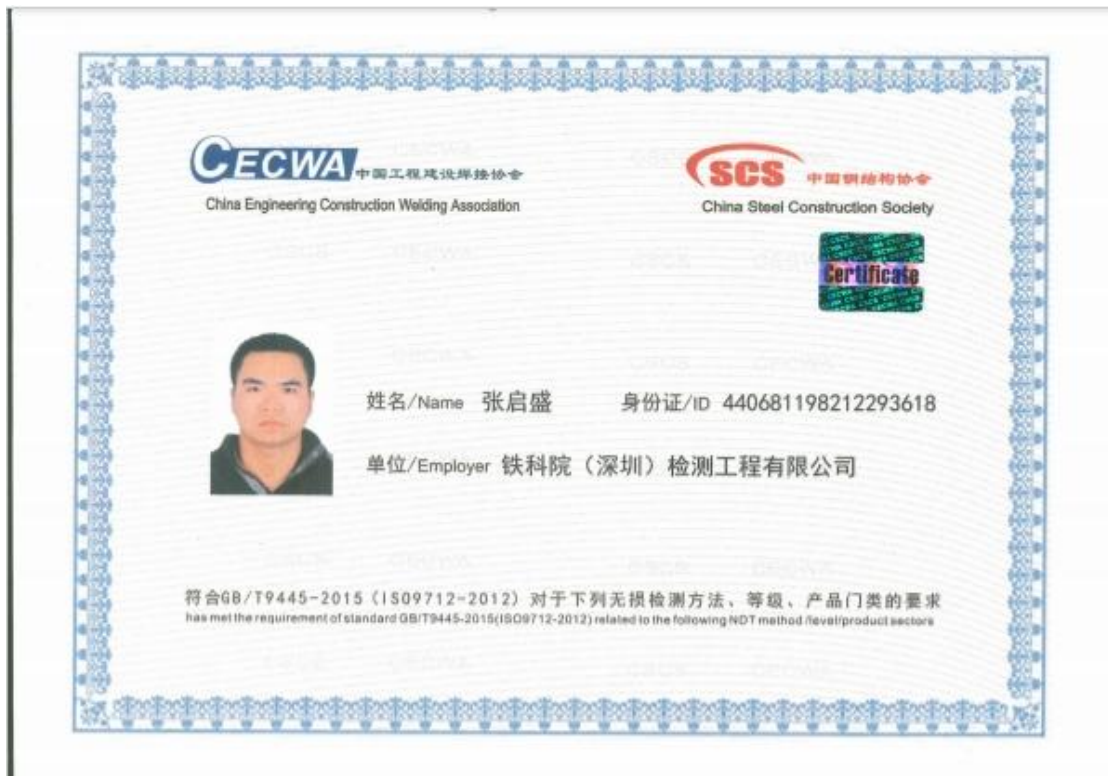 CECWA 中国工程建设焊接协会
China Engineering Construction Welding Association
SCS 中国钢结构协会
China Steel Construction Society
Certificate
姓名/Name 张启盛 身份证/ID 440681198212293618
单位/Employer 铁科院（深圳）检测工程有限公司
符合GB/T9445-2015（ISO9712-2012）对于下列无损检测方法、等级、产品门类的要求
has met the requirement of standard GB/T9445-2015(ISO9712-2012) related to the following NDT method /level/product sectors